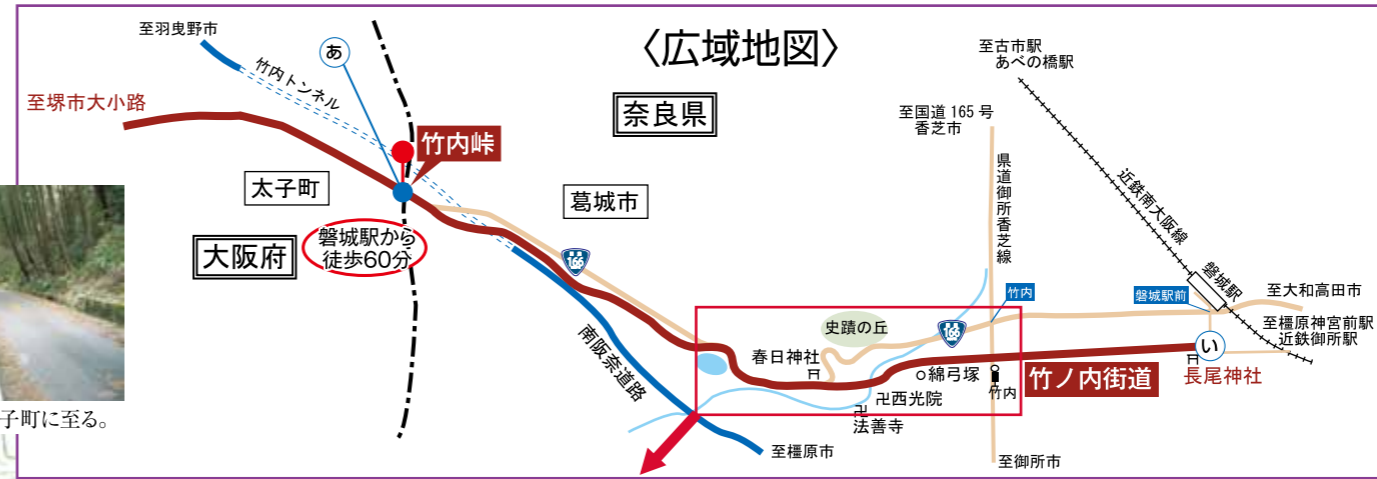 〈広域地図〉
至羽曳野市
あ
竹内トンネル
至堺市大小路
奈良県
竹内峠
太子町
葛城市
大阪府
磐城駅から
徒歩60分
166
南阪奈道路
至橿原市
至古市駅
あべの橋駅
至国道165号
香芝市
県道御所香芝線
近鉄南大阪線
磐城駅
竹内
磐城駅前
至大和高田市
至橿原神宮前駅
近鉄御所駅
史蹟の丘
166
春日神社
綿弓塚
竹内
竹ノ内街道
い
長尾神社
卍西光院
卍
法善寺
至御所市
子町に至る。